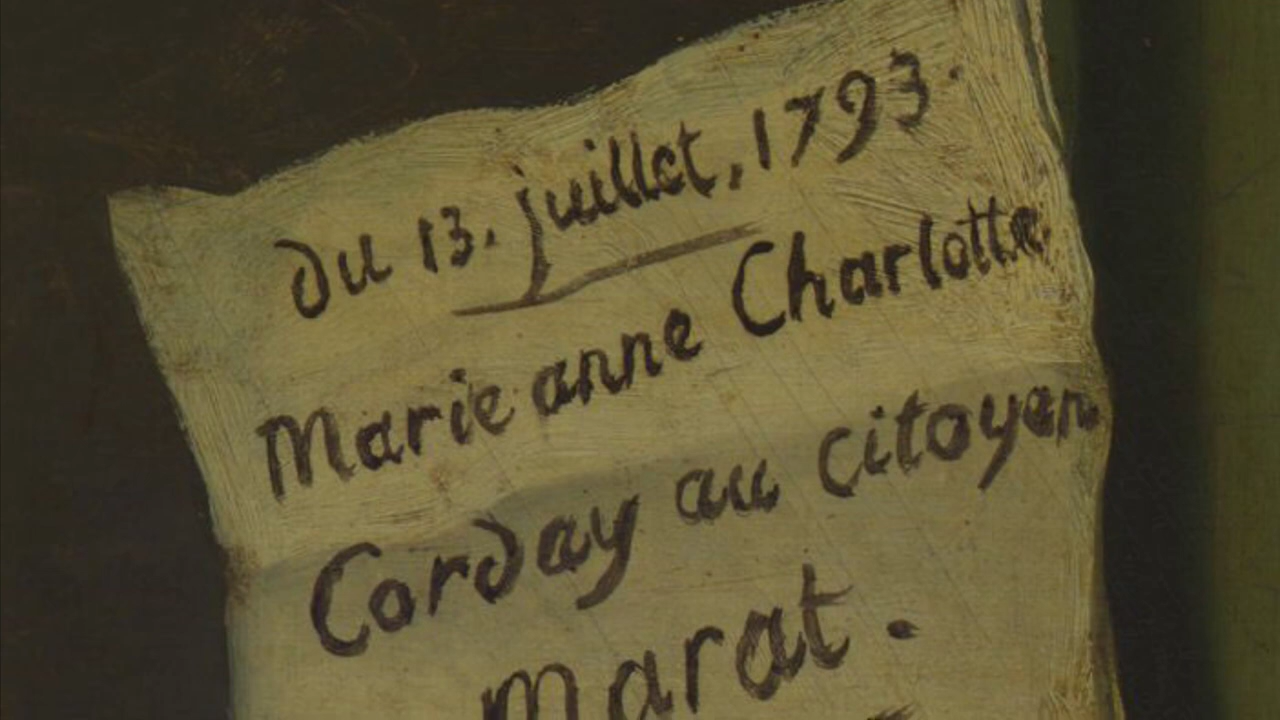 du 13. juillet, 1793.
Marie anne Charlotte
Corday au citoyen
marat.